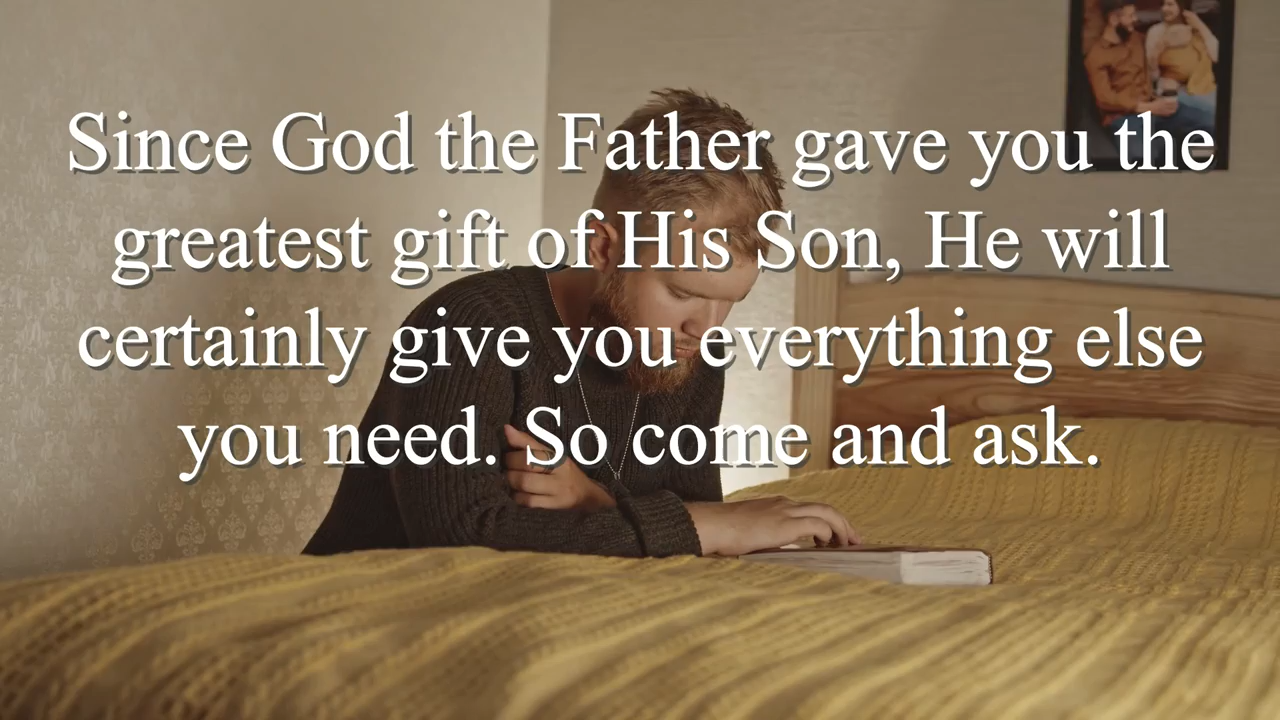 Since God the Father gave you the
greatest gift of His Son, He will
certainly give you everything else
you need. So come and ask.